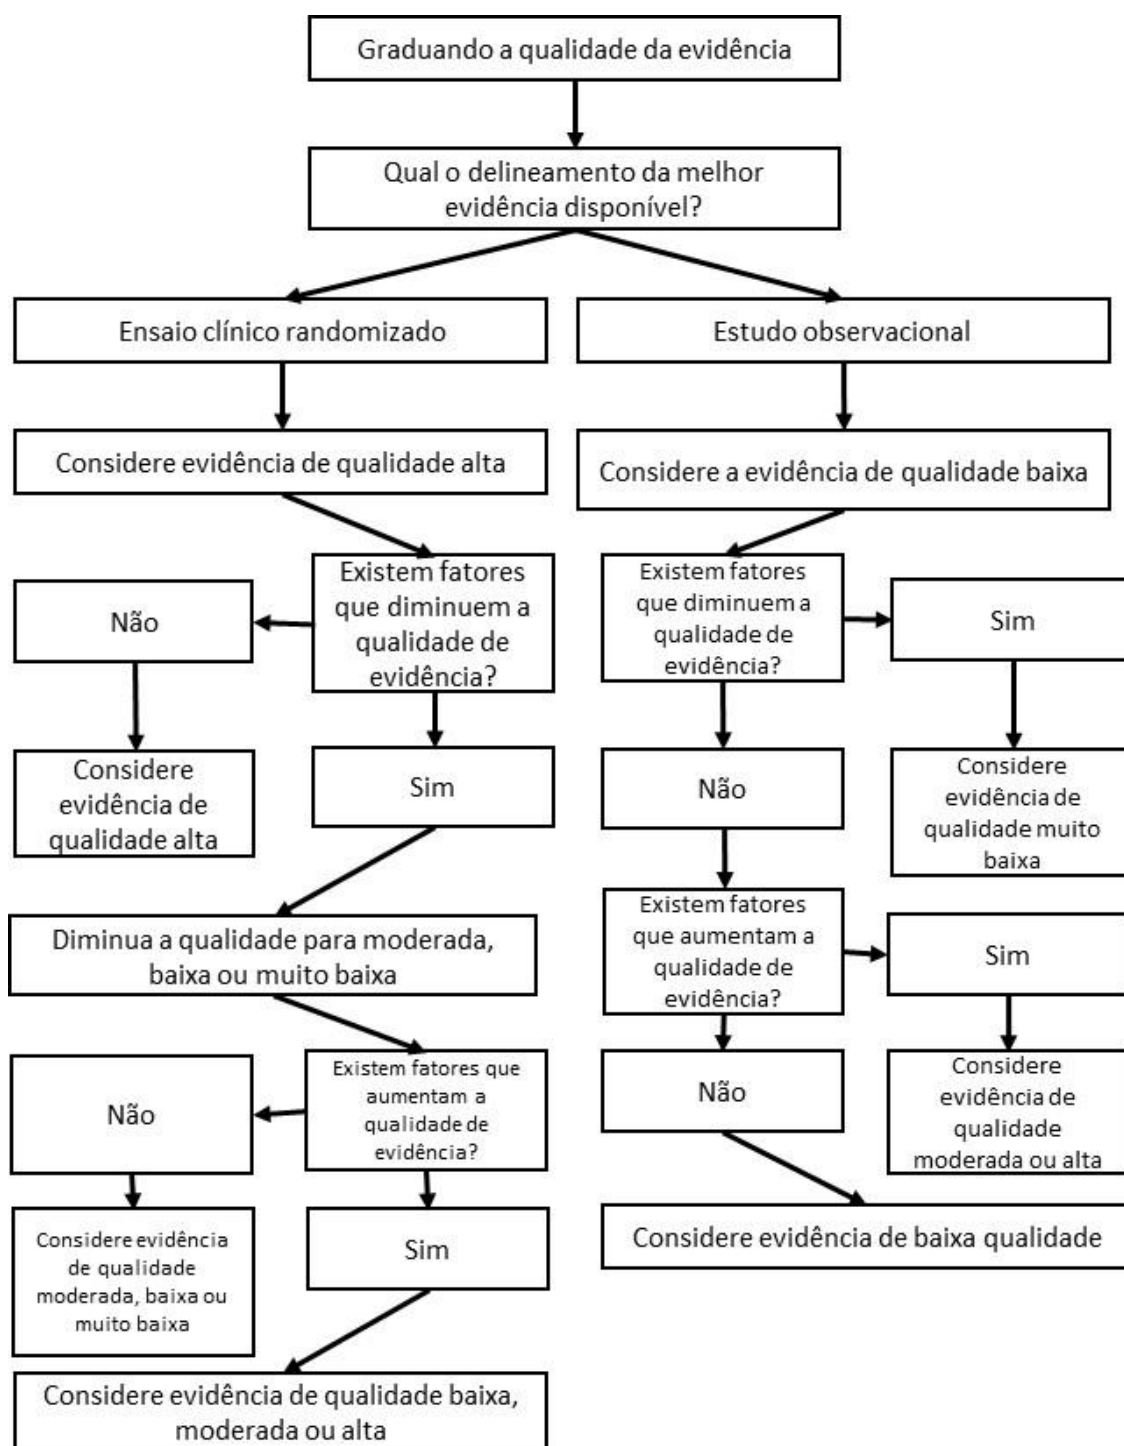 Graduando a qualidade da evidência
Qual o delineamento da melhor
evidência disponível?
Ensaio clínico randomizado
Estudo observacional
Considere evidência de qualidade alta
Considere a evidência de qualidade baixa
Não
Existem fatores
que diminuem a
qualidade de
evidência?
Existem fatores
que diminuem a
qualidade de
evidência?
Sim
Considere
evidência de
qualidade alta
Sim
Não
Considere
evidência de
qualidade muito
baixa
Diminua a qualidade para moderada,
baixa ou muito baixa
Existem fatores
que aumentam a
qualidade de
evidência?
Sim
Não
Existem fatores que
aumentam a
qualidade de
evidência?
Não
Considere
evidência de
qualidade
moderada ou alta
Considere evidência
de qualidade
moderada, baixa ou
muito baixa
Sim
Considere evidência de baixa qualidade
Considere evidência de qualidade baixa,
moderada ou alta